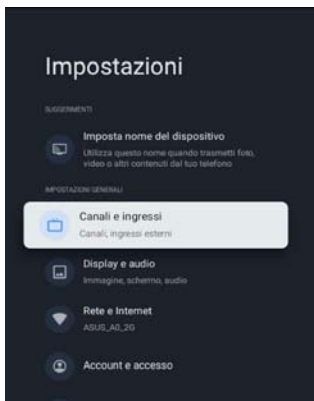 Impostazioni
SUGGERIMENTI
Imposta nome del dispositivo
Utilizza questo nome quando trasmetti foto,
video o altri contenuti dal tuo telefono
IMPOSTAZIONI GENERALI
Canali e ingressi
Canali, ingressi esterni
Display e audio
Immagine, schermo, audio
Rete e Internet
ASUS_A0_2G
Account e accesso